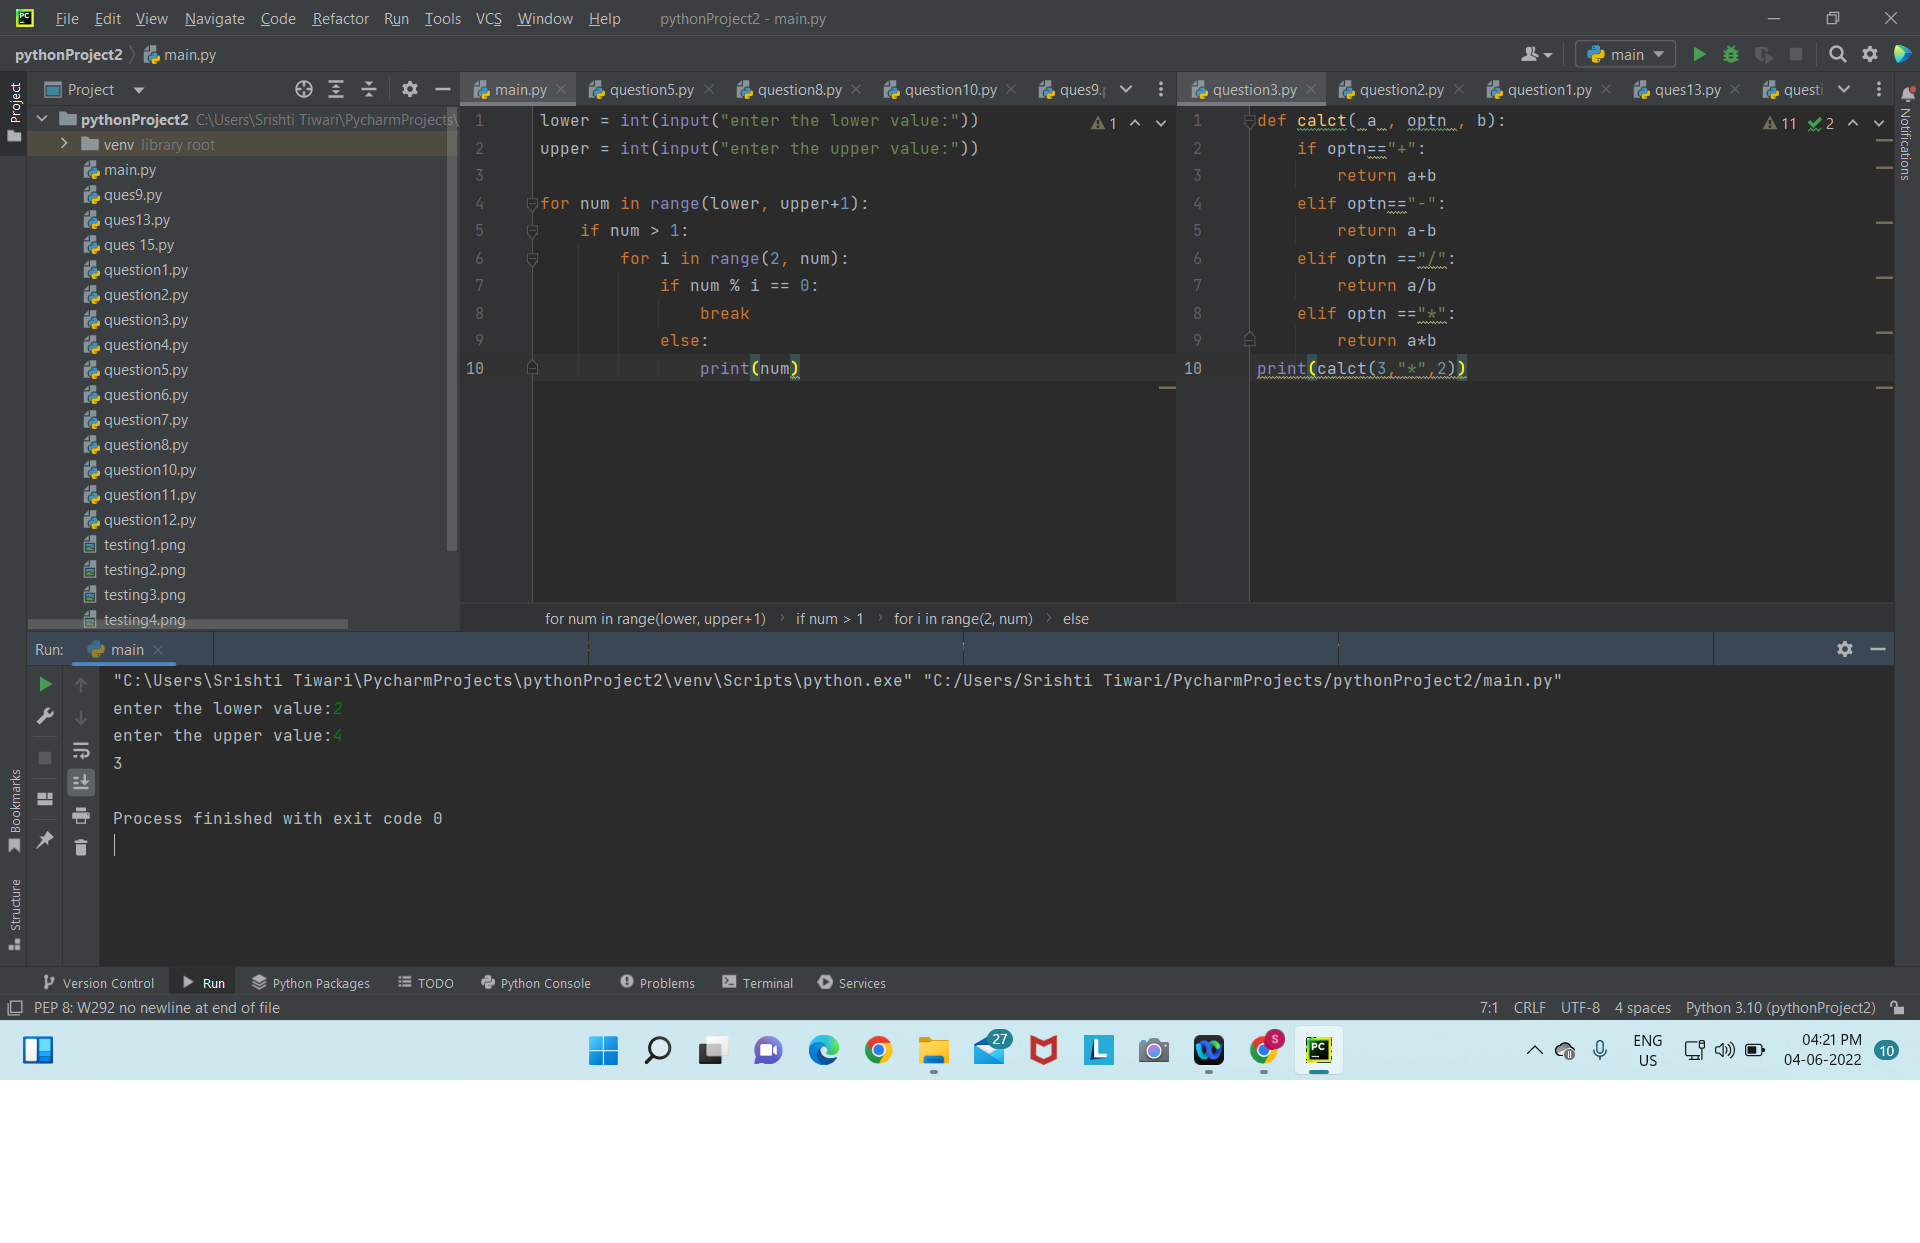 File Edit View Navigate Code Refactor Run Tools VCS Window Help pythonProject2 - main.py
pythonProject2 main.py main
Project
Project
pythonProject2 C:\Users\Srishti Tiwari\PycharmProjects\
venv library root
main.py
ques9.py
ques13.py
ques 15.py
question1.py
question2.py
question3.py
question4.py
question5.py
question6.py
question7.py
question8.py
question10.py
question11.py
question12.py
testing1.png
testing2.png
testing3.png
testing4.png
main.py question5.py question8.py question10.py ques9.p
1 lower = int(input("enter the lower value:"))
2 upper = int(input("enter the upper value:"))
3
4 for num in range(lower, upper+1):
5 if num > 1:
6 for i in range(2, num):
7 if num % i == 0:
8 break
9 else:
10 print(num)
1
for num in range(lower, upper+1) if num > 1 for i in range(2, num) else
question3.py question2.py question1.py ques13.py questi
1 def calct( a , optn , b):
2 if optn=="+":
3 return a+b
4 elif optn=="-":
5 return a-b
6 elif optn =="/":
7 return a/b
8 elif optn =="*":
9 return a*b
10 print(calct(3,"*",2))
11 2
Notifications
Run: main
"C:\Users\Srishti Tiwari\PycharmProjects\pythonProject2\venv\Scripts\python.exe" "C:/Users/Srishti Tiwari/PycharmProjects/pythonProject2/main.py"
enter the lower value:2
enter the upper value:4
3
Process finished with exit code 0
Bookmarks
Structure
Version Control Run Python Packages TODO Python Console Problems Terminal Services
PEP 8: W292 no newline at end of file 7:1 CRLF UTF-8 4 spaces Python 3.10 (pythonProject2)
27 L S PC
ENG
US
04:21 PM
04-06-2022
10